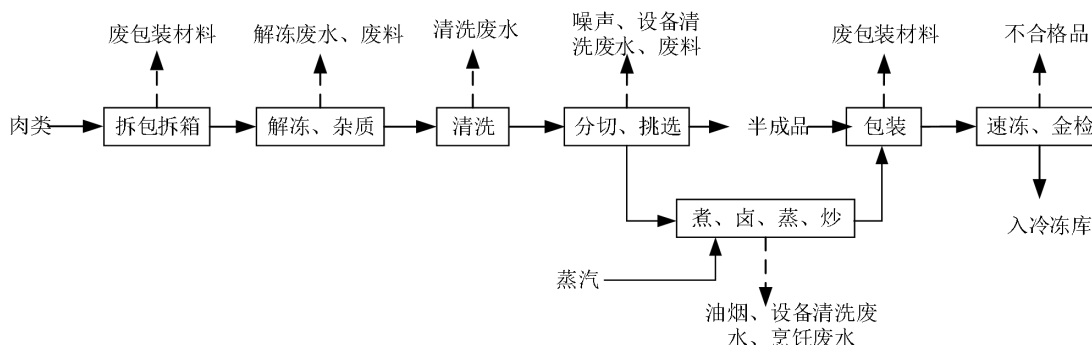 废包装材料
解冻废水、废料
清洗废水
噪声、设备清
洗废水、废料
废包装材料
不合格品
肉类
拆包拆箱
解冻、杂质
清洗
分切、挑选
半成品
包装
速冻、金检
煮、卤、蒸、炒
入冷冻库
蒸汽
油烟、设备清洗废
水、烹饪废水